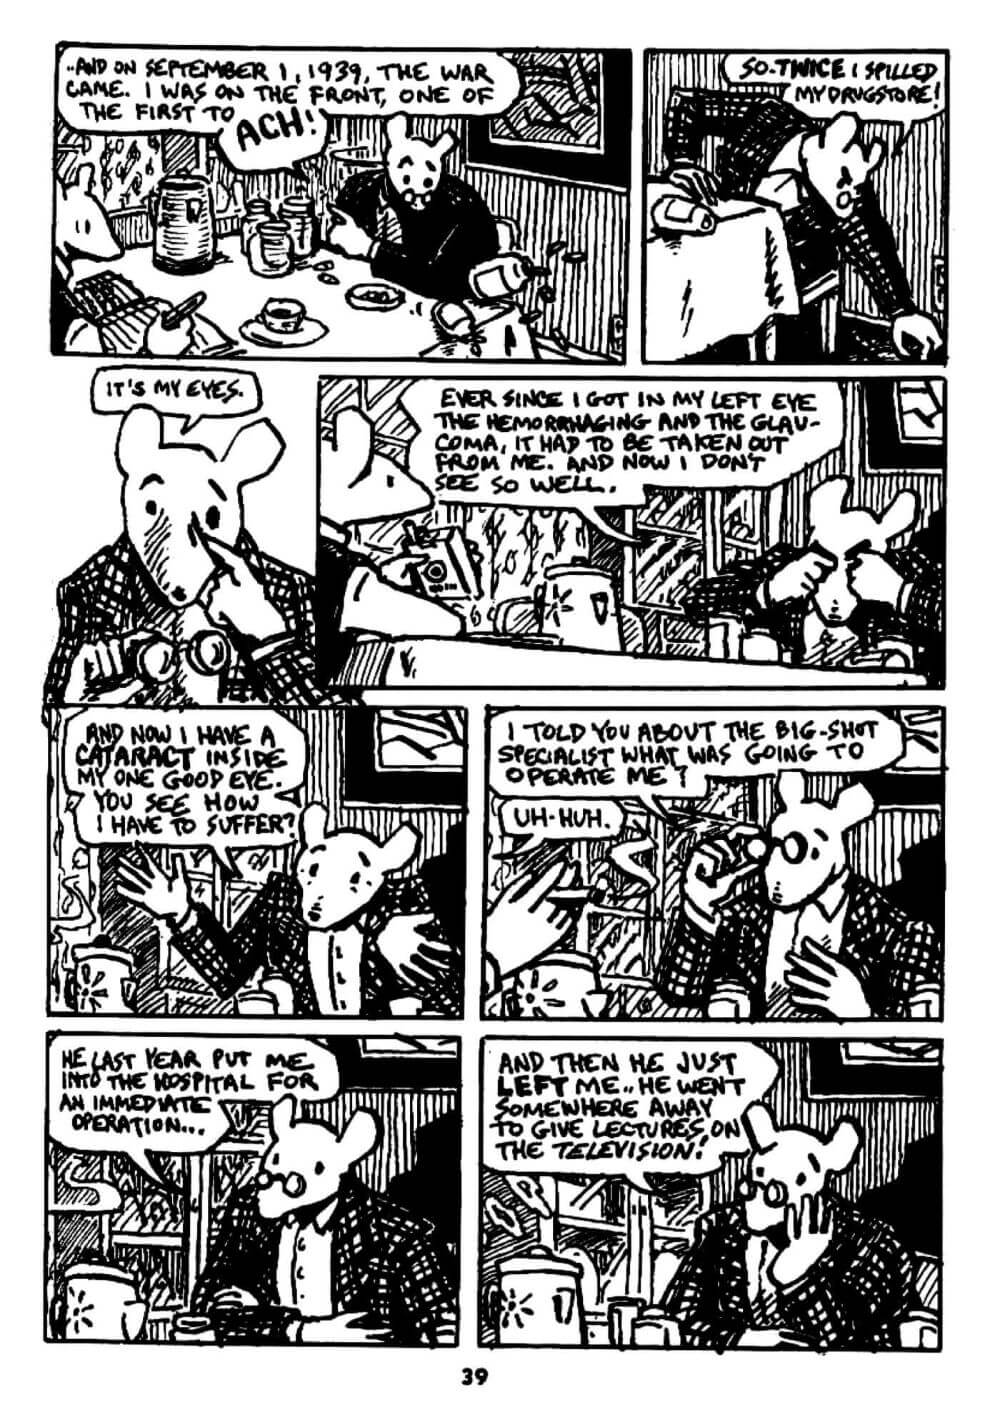 ..AND ON SEPTEMBER 1, 1939, THE WAR
CAME. I WAS ON THE FRONT, ONE OF
THE FIRST TO
ACH!
SO. TWICE I SPILLED
MY DRUGSTORE!
IT'S MY EYES.
EVER SINCE I GOT IN MY LEFT EYE
THE HEMORRHAGING AND THE GLAU-
COMA, IT HAD TO BE TAKEN OUT
FROM ME. AND NOW I DON'T
SEE SO WELL.
AND NOW I HAVE A
CATARACT INSIDE
MY ONE GOOD EYE.
YOU SEE HOW
I HAVE TO SUFFER?
I TOLD YOU ABOUT THE BIG-SHOT
SPECIALIST WHAT WAS GOING TO
OPERATE ME?
UH-HUH.
HE LAST YEAR PUT ME
INTO THE HOSPITAL FOR
AN IMMEDIATE
OPERATION...
AND THEN HE JUST
LEFT ME.. HE WENT
SOMEWHERE AWAY
TO GIVE LECTURES, ON
THE TELEVISION!
39